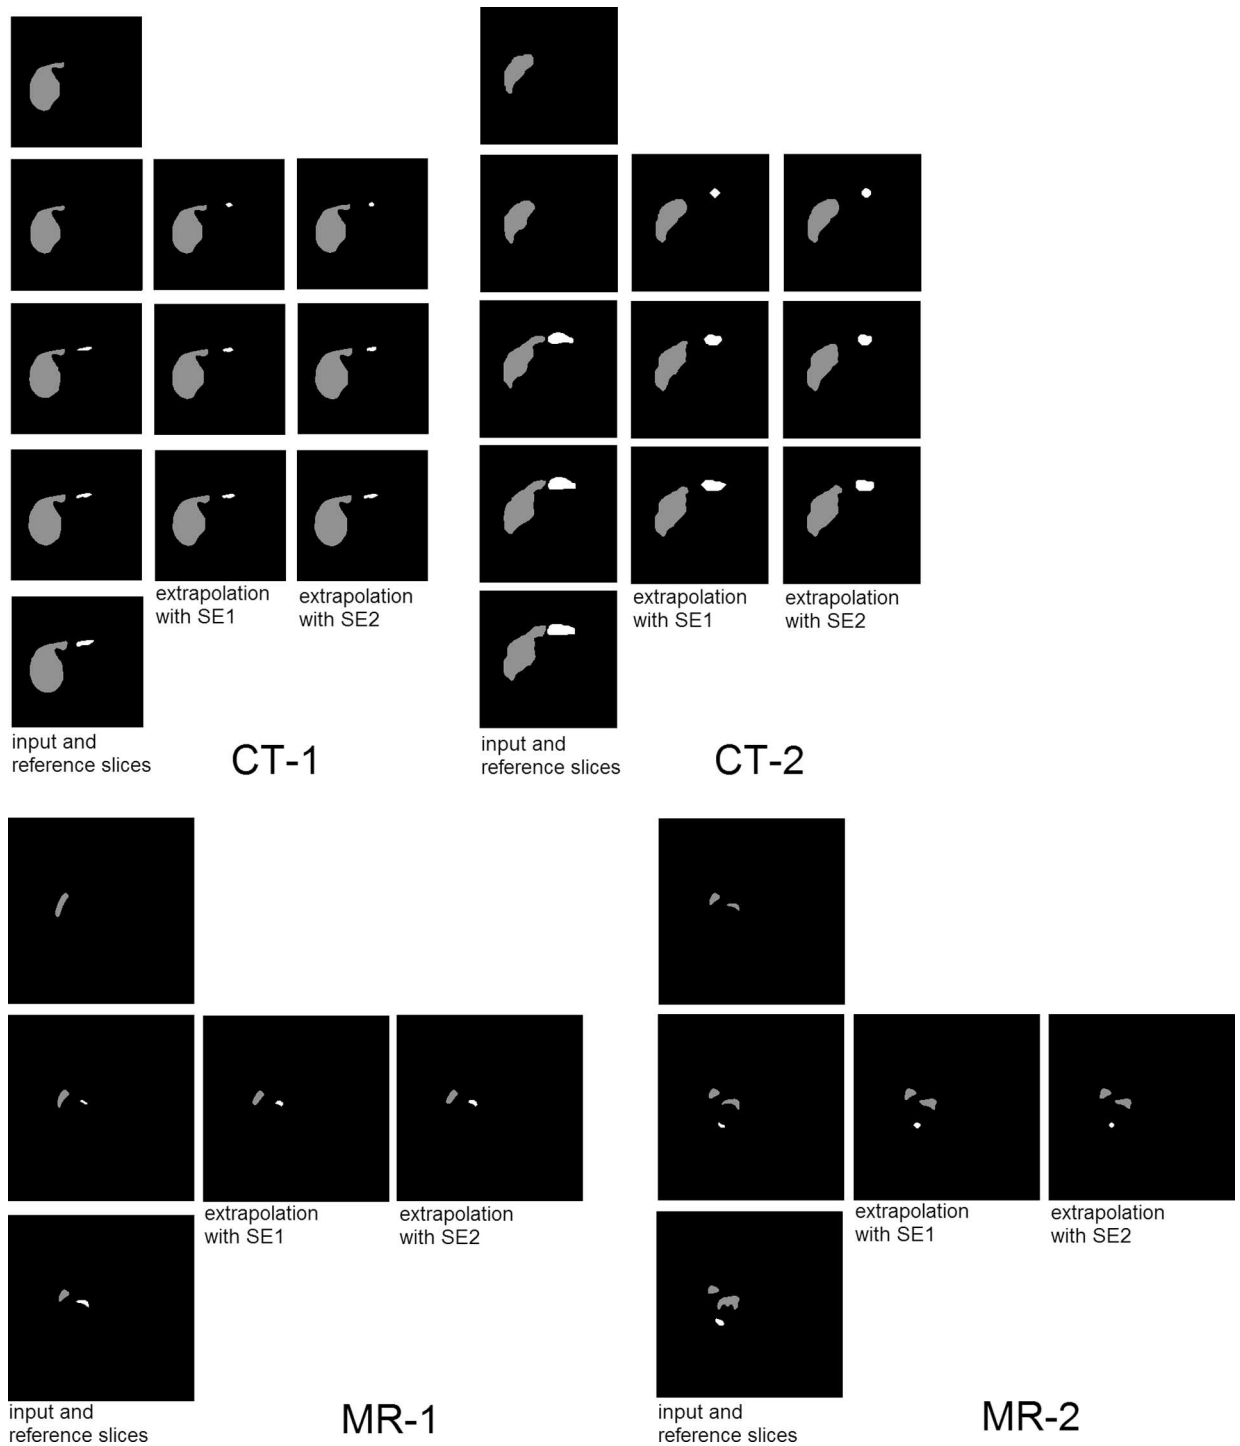 extrapolation
with SE1
extrapolation
with SE2
extrapolation
with SE1
extrapolation
with SE2
input and
reference slices
CT-1
input and
reference slices
CT-2
extrapolation
with SE1
extrapolation
with SE2
extrapolation
with SE1
extrapolation
with SE2
input and
reference slices
MR-1
input and
reference slices
MR-2